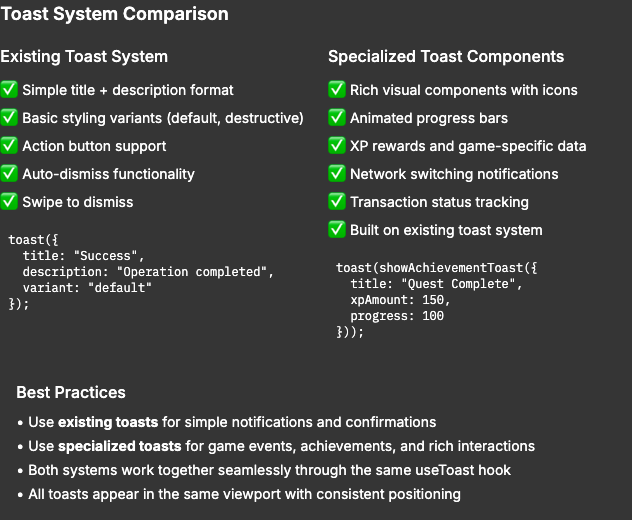 Toast System Comparison
Existing Toast System
✅ Simple title + description format
✅ Basic styling variants (default, destructive)
✅ Action button support
✅ Auto-dismiss functionality
✅ Swipe to dismiss
toast({
  title: "Success",
  description: "Operation completed",
  variant: "default"
});
Specialized Toast Components
✅ Rich visual components with icons
✅ Animated progress bars
✅ XP rewards and game-specific data
✅ Network switching notifications
✅ Transaction status tracking
✅ Built on existing toast system
toast(showAchievementToast({
  title: "Quest Complete",
  xpAmount: 150,
  progress: 100
}));
Best Practices
• Use existing toasts for simple notifications and confirmations
• Use specialized toasts for game events, achievements, and rich interactions
• Both systems work together seamlessly through the same useToast hook
• All toasts appear in the same viewport with consistent positioning